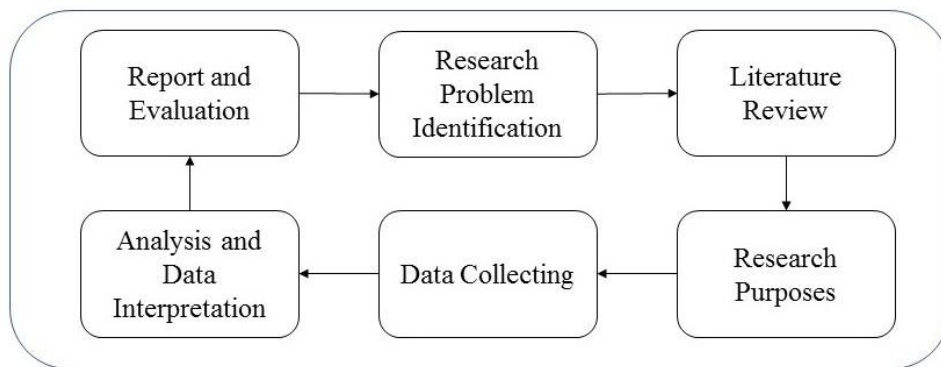 Report and
Evaluation
Research
Problem
Identification
Literature
Review
Analysis and
Data
Interpretation
Data Collecting
Research
Purposes